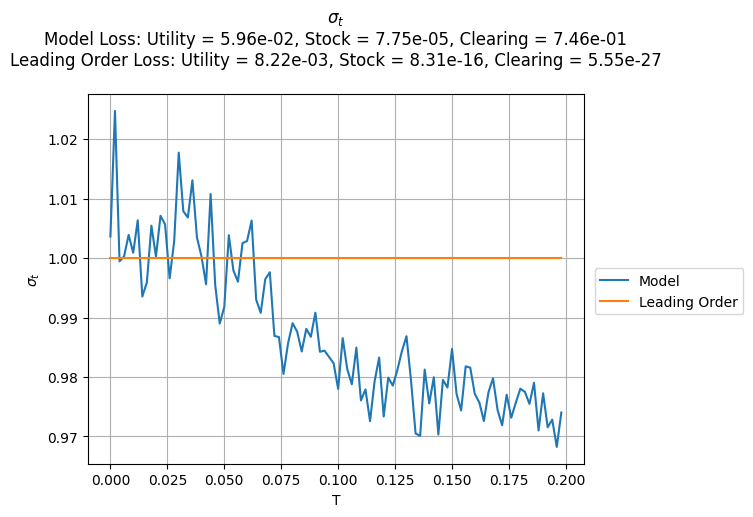 σt
Model Loss: Utility = 5.96e-02, Stock = 7.75e-05, Clearing = 7.46e-01
Leading Order Loss: Utility = 8.22e-03, Stock = 8.31e-16, Clearing = 5.55e-27
1.02
1.01
1.00
0.99
0.98
0.97
σt
0.000 0.025 0.050 0.075 0.100 0.125 0.150 0.175 0.200
T
Model
Leading Order